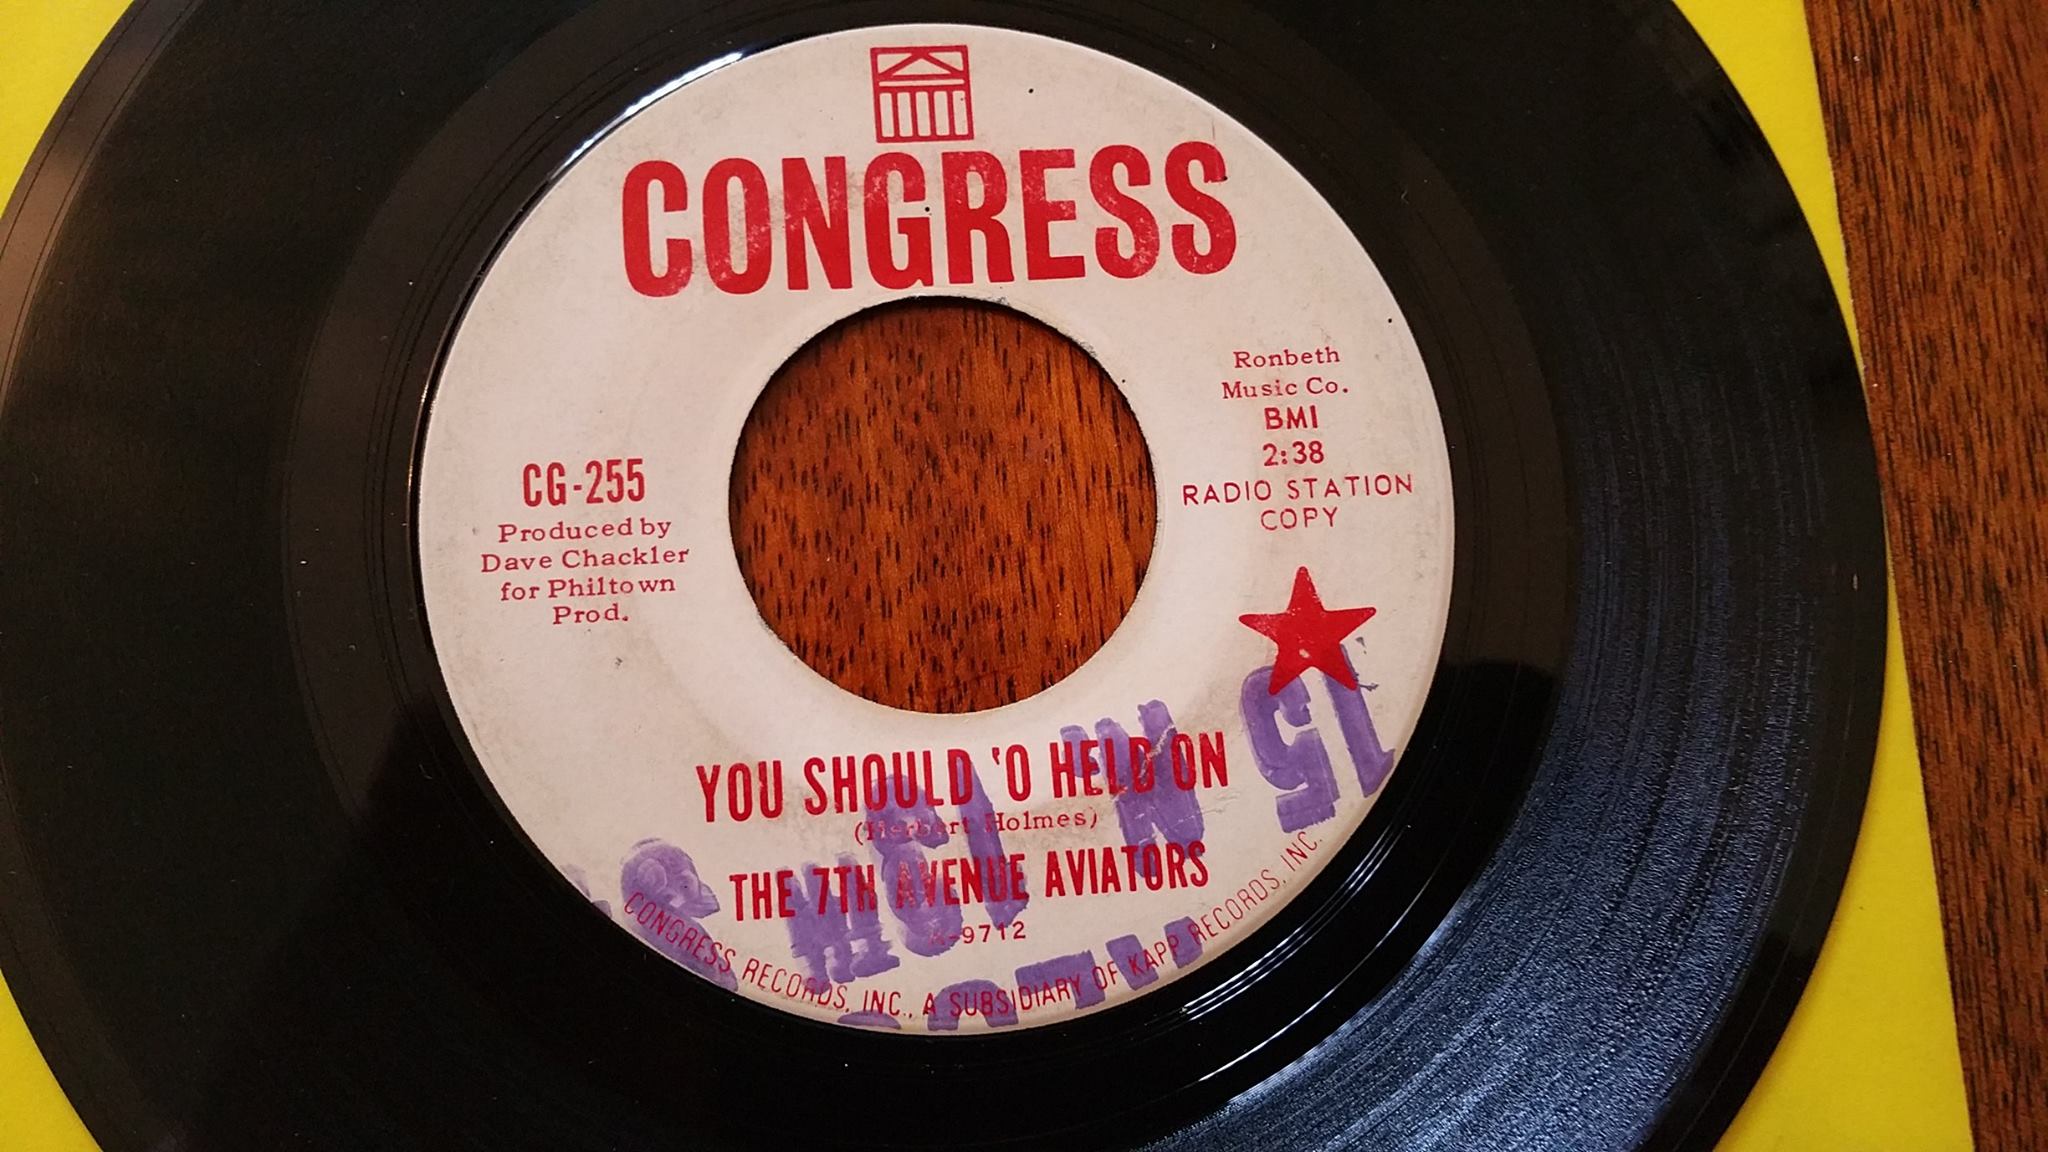 CONGRESS
CG-255
Produced by
Dave Chackler
for Philtown
Prod.
Ronbeth
Music Co.
BMI
2:38
RADIO STATION
COPY
YOU SHOULD 'O HELD ON
(Herbert Holmes)
THE 7TH AVENUE AVIATORS
K-9712
CONGRESS RECORDS, INC., A SUBSIDIARY OF KAPP RECORDS, INC.